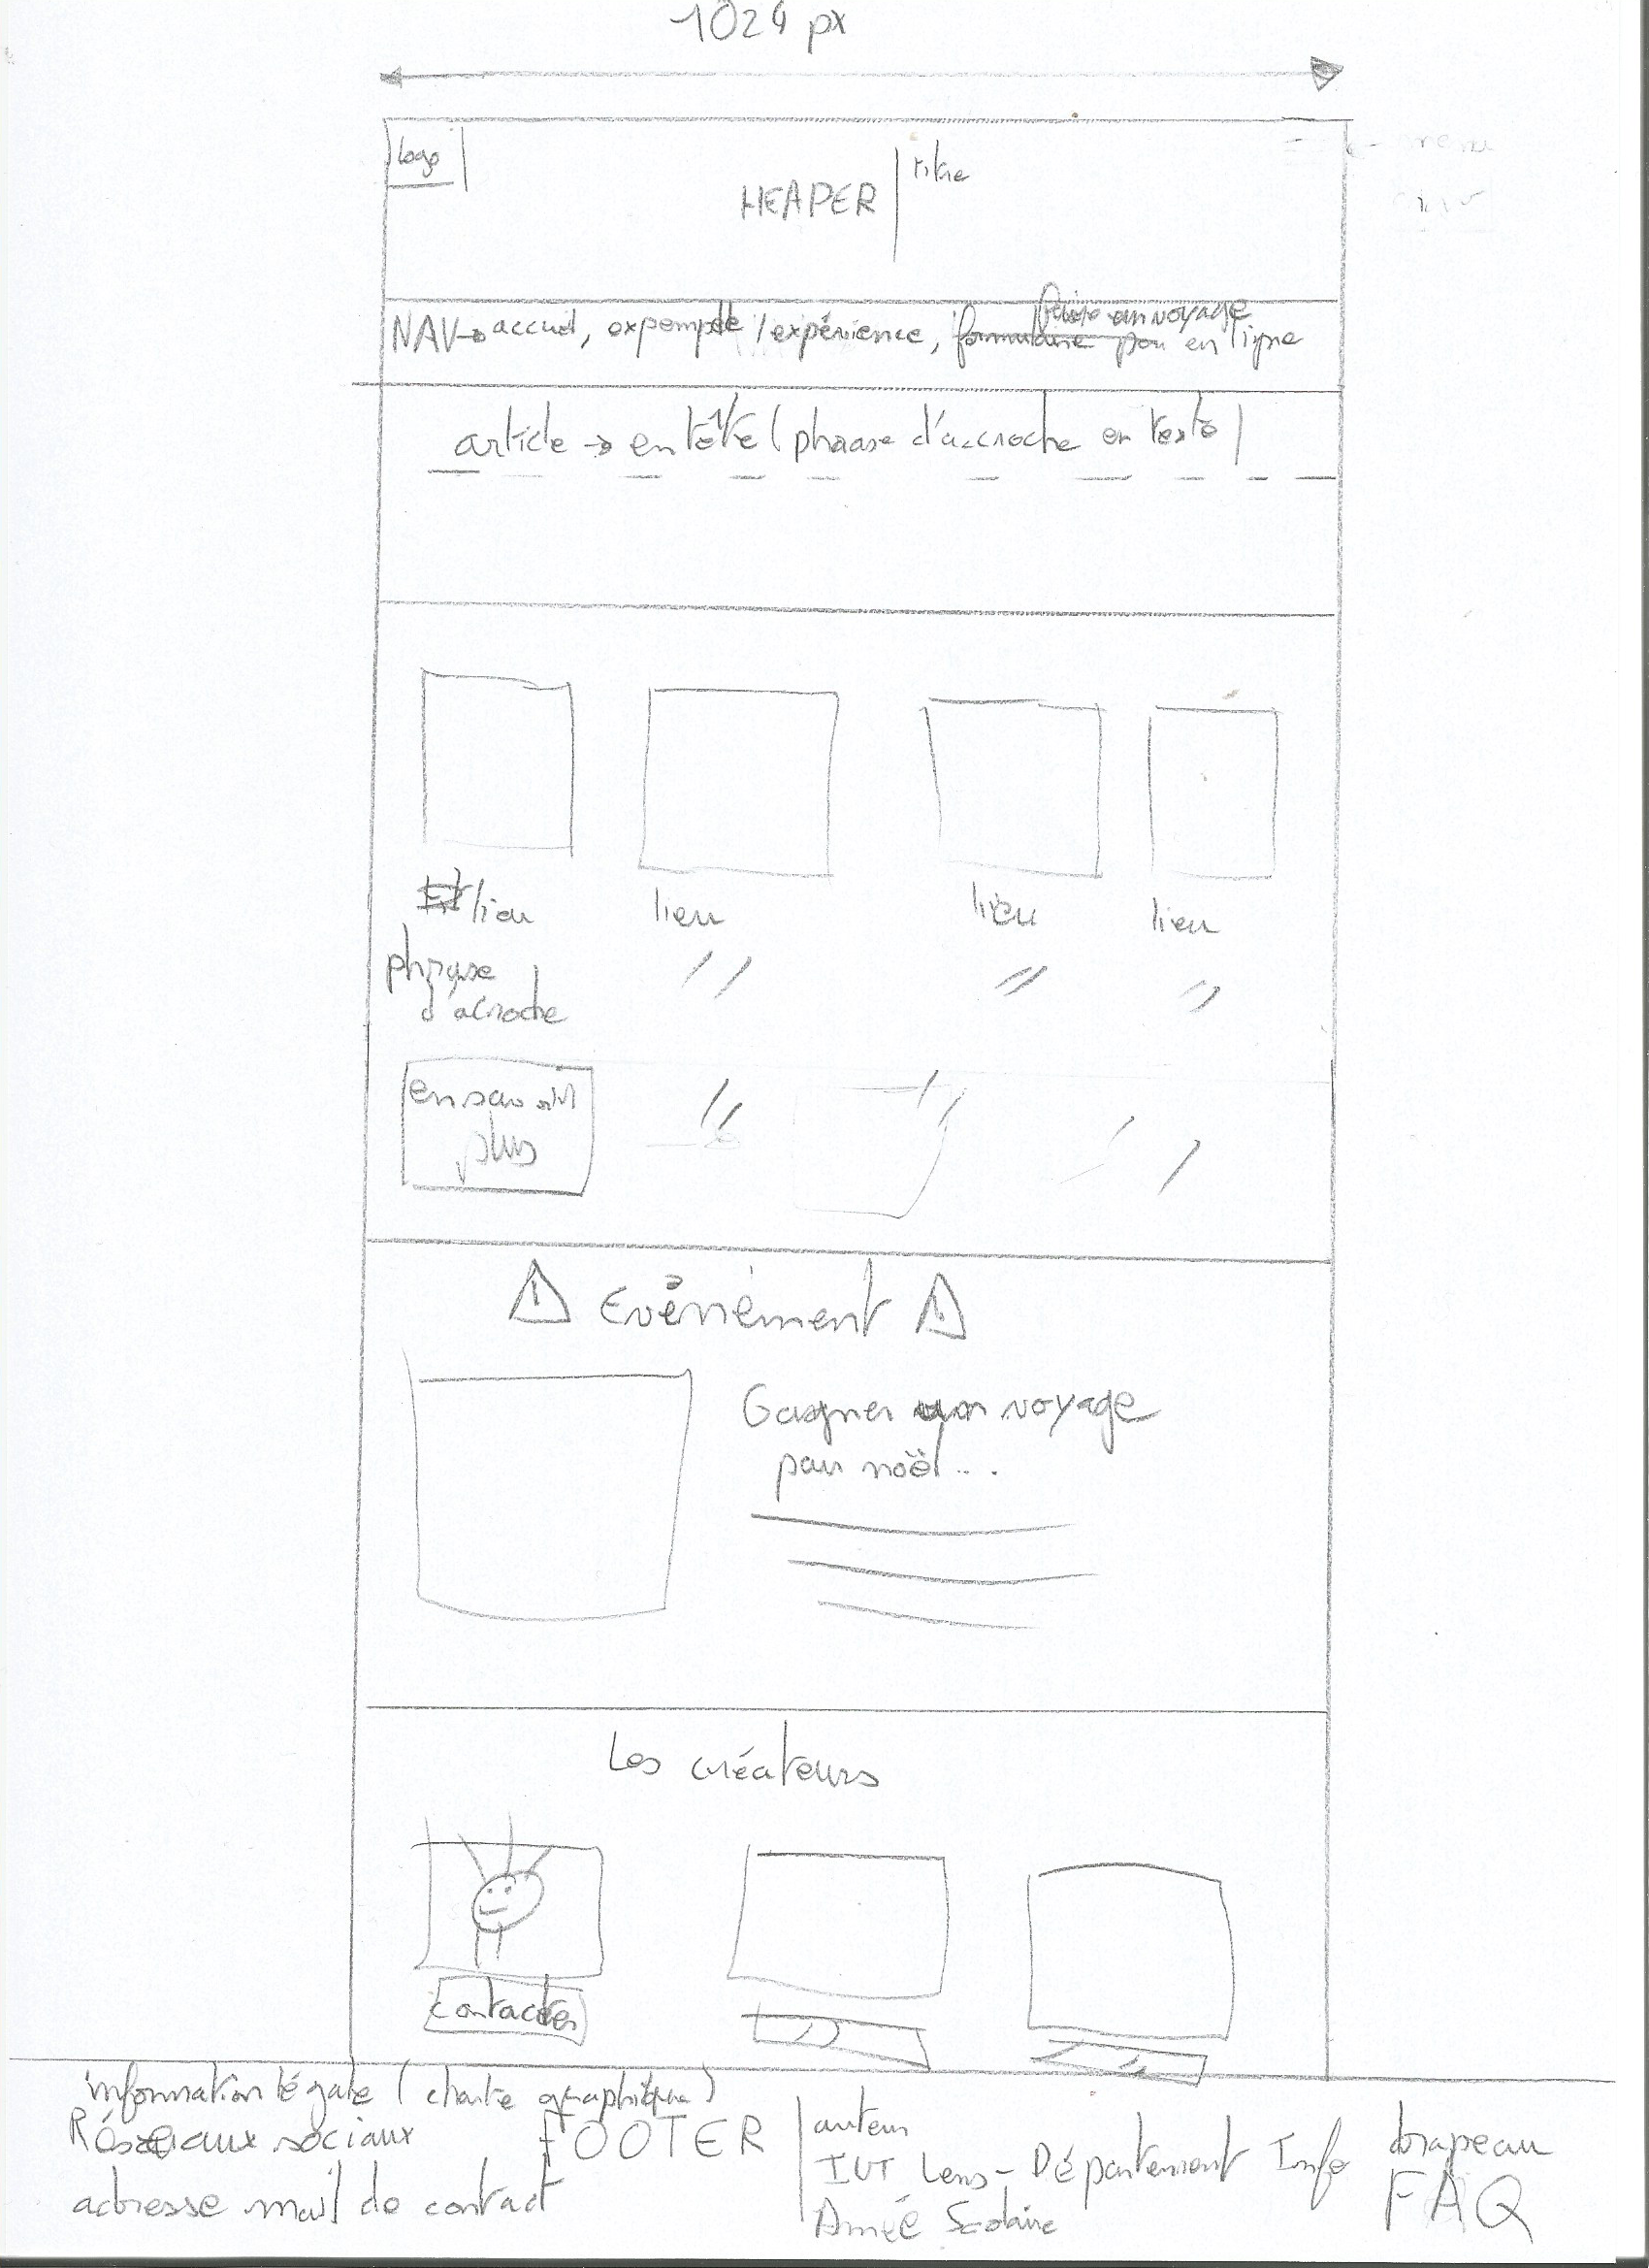 1024 px
logo
HEADER
titre
faire un voyage
NAV → accueil, exemple / expérience, formulaire pour en ligne
article → en tête (phrase d'accroche en texte)
lieu lieu lieu lieu
phrase // // //
d'acroche
en savoir // //
plus
⚠ Evènement ⚠
Gagner un voyage
pour noël...
Les créateurs
contacter
information légale (charte graphique)
Réseaux sociaux FOOTER
adresse mail de contact
auteur
IUT Lens - Département Info
Année Scolaire
drapeau
FAQ